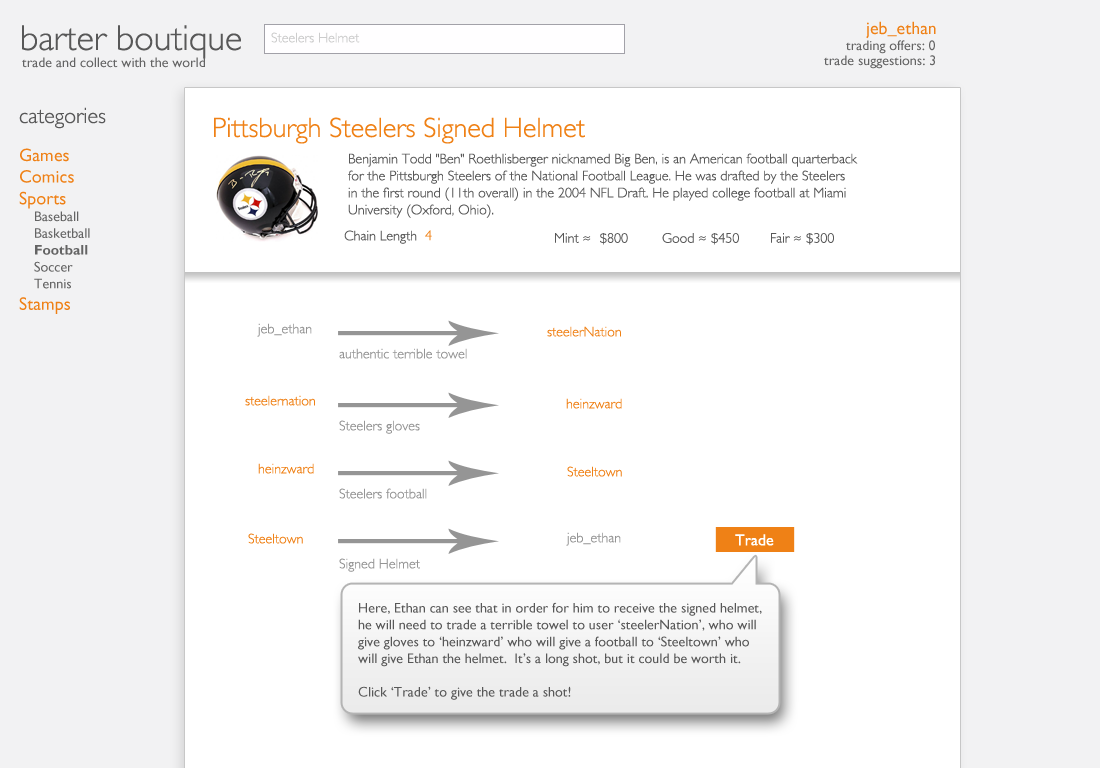 barter boutique
trade and collect with the world
Steelers Helmet
jeb_ethan
trading offers: 0
trade suggestions: 3
categories
Games
Comics
Sports
Baseball
Basketball
Football
Soccer
Tennis
Stamps
Pittsburgh Steelers Signed Helmet
Benjamin Todd "Ben" Roethlisberger nicknamed Big Ben, is an American football quarterback
for the Pittsburgh Steelers of the National Football League. He was drafted by the Steelers
in the first round (11th overall) in the 2004 NFL Draft. He played college football at Miami
University (Oxford, Ohio).
Chain Length 4
Mint ≈ $800 Good ≈ $450 Fair ≈ $300
jeb_ethan
authentic terrible towel
steelerNation
steelernation
Steelers gloves
heinzward
heinzward
Steelers football
Steeltown
Steeltown
Signed Helmet
jeb_ethan
Trade
Here, Ethan can see that in order for him to receive the signed helmet,
he will need to trade a terrible towel to user ‘steelerNation’, who will
give gloves to ‘heinzward’ who will give a football to ‘Steeltown’ who
will give Ethan the helmet. It’s a long shot, but it could be worth it.
Click ‘Trade’ to give the trade a shot!